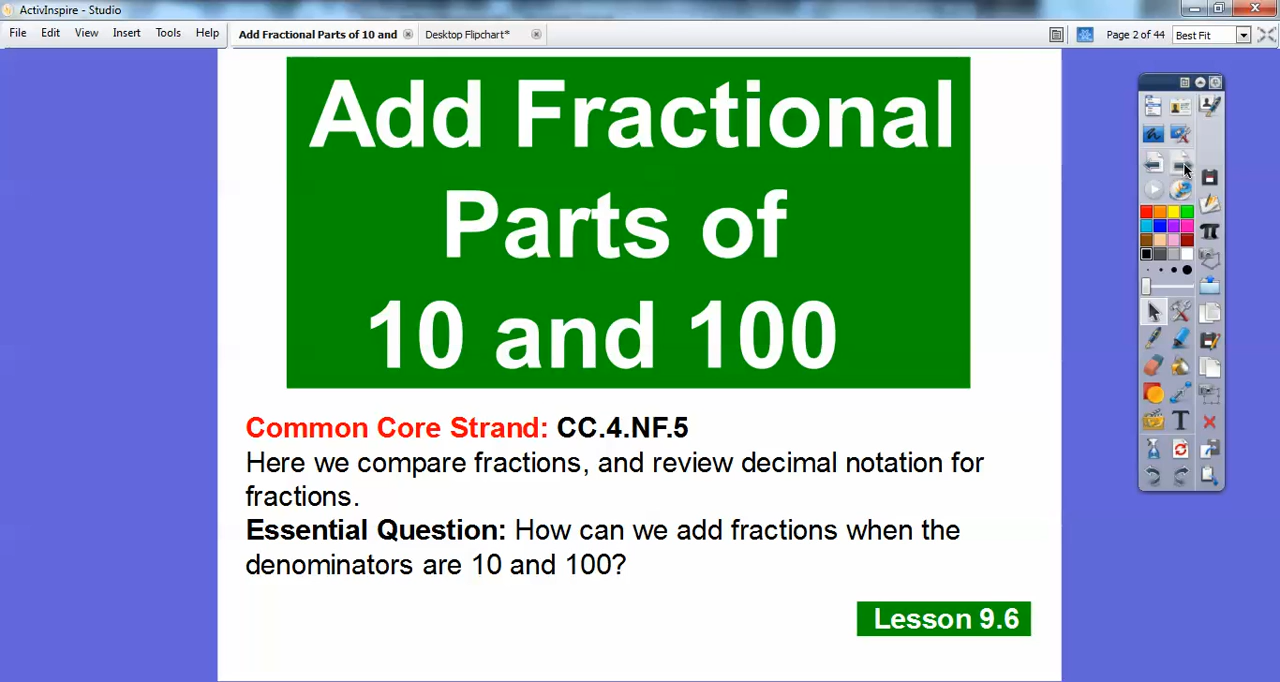 ActivInspire - Studio
File Edit View Insert Tools Help
Add Fractional Parts of 10 and
Desktop Flipchart*
Page 2 of 44
Best Fit
Add Fractional
Parts of
10 and 100
Common Core Strand: CC.4.NF.5
Here we compare fractions, and review decimal notation for
fractions.
Essential Question: How can we add fractions when the
denominators are 10 and 100?
Lesson 9.6